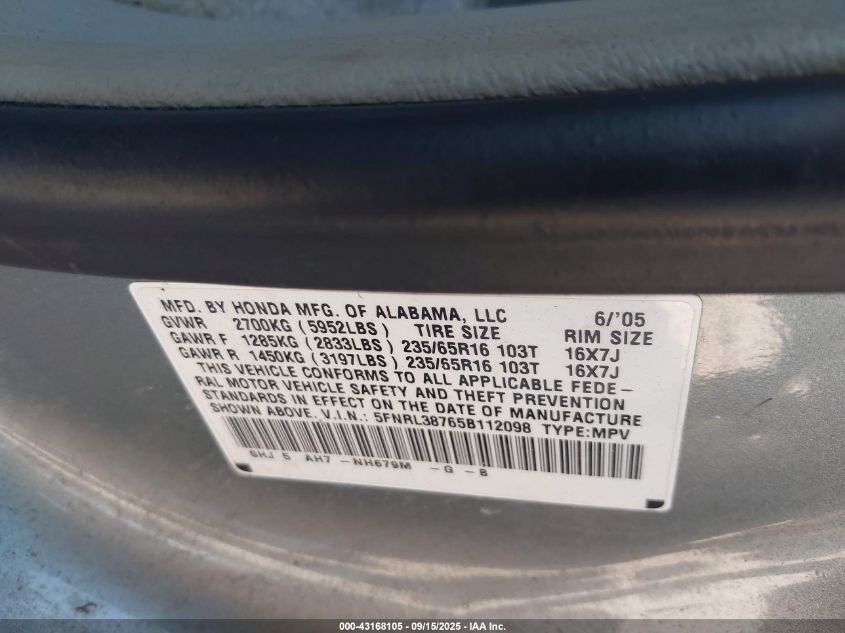 MFD. BY HONDA MFG. OF ALABAMA, LLC 6/'05
GVWR 2700KG (5952LBS) TIRE SIZE RIM SIZE
GAWR F 1285KG (2833LBS) 235/65R16 103T 16X7J
GAWR R 1450KG (3197LBS) 235/65R16 103T 16X7J
THIS VEHICLE CONFORMS TO ALL APPLICABLE FEDE-
RAL MOTOR VEHICLE SAFETY AND THEFT PREVENTION
STANDARDS IN EFFECT ON THE DATE OF MANUFACTURE
SHOWN ABOVE. V.I.N.: 5FNRL38765B112098 TYPE:MPV
SHJ 5 AH7 -NH679M -G -B
000-43168105 - 09/15/2025 - IAA Inc.